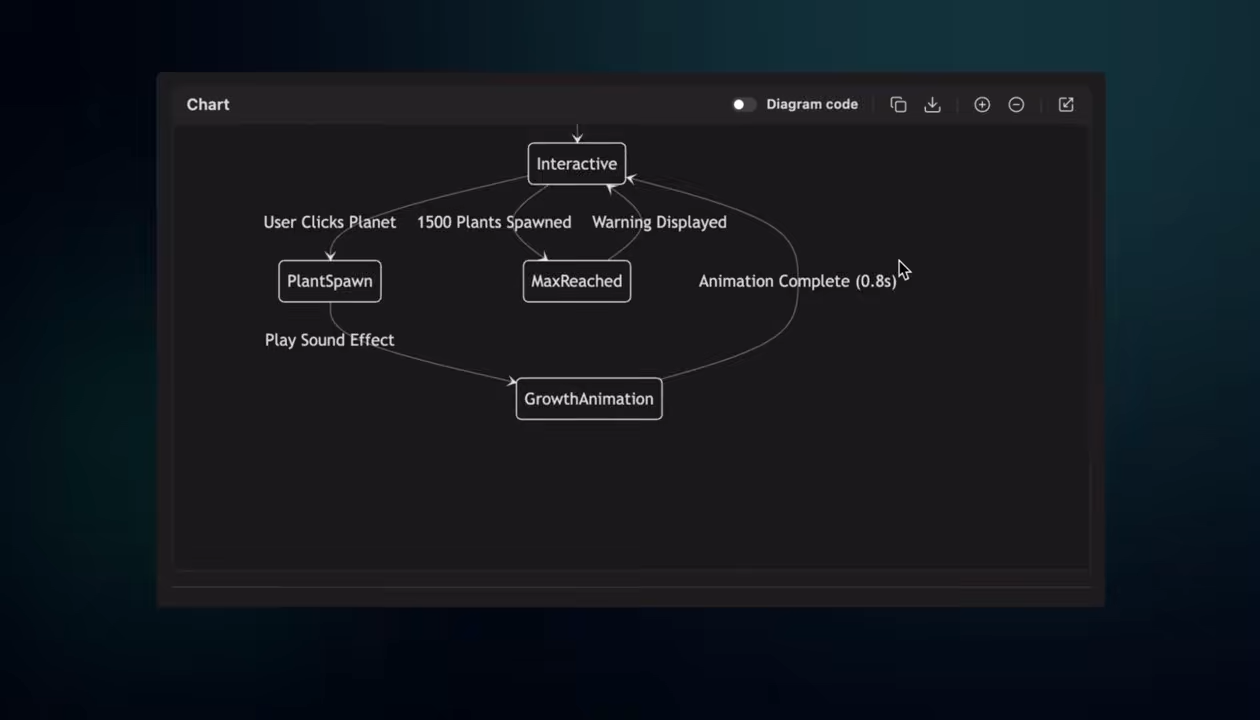 Chart
Diagram code
Interactive
User Clicks Planet
1500 Plants Spawned
Warning Displayed
PlantSpawn
MaxReached
Animation Complete (0.8s)
Play Sound Effect
GrowthAnimation